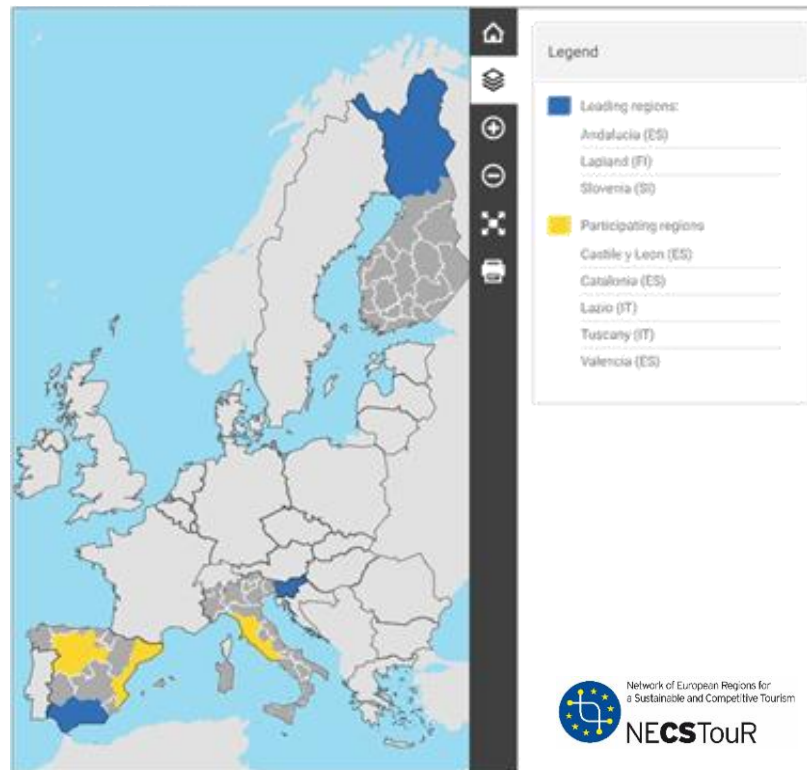 Legend
Leading regions:
Andalucia (ES)
Lapland (FI)
Slovenia (SI)
Participating regions
Castile y Leon (ES)
Catalonia (ES)
Lazio (IT)
Tuscany (IT)
Valencia (ES)
Network of European Regions for
a Sustainable and Competitive Tourism
NECSTouR